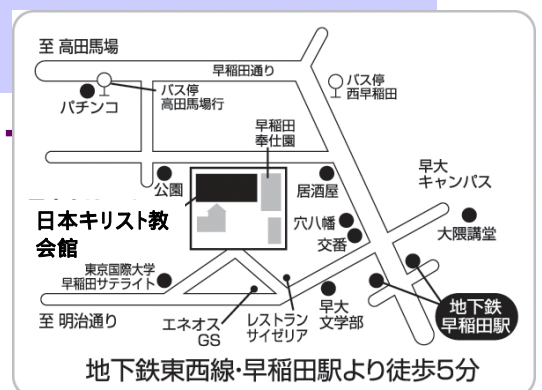 至 高田馬場
早稲田通り
バス停
高田馬場行
パチンコ
バス停
西早稲田
早稲田
奉仕園
公園
居酒屋
早大
キャンパス
日本キリスト教
会館
穴八幡
交番
大隈講堂
東京国際大学
早稲田サテライト
至 明治通り
エネオス
GS
レストラン
サイゼリア
早大
文学部
地下鉄
早稲田駅
地下鉄東西線・早稲田駅より徒歩5分